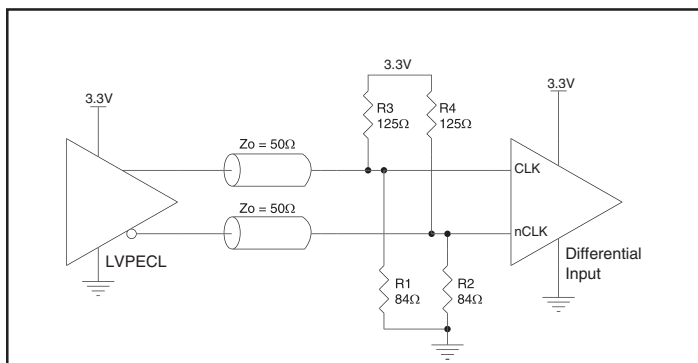 3.3V
3.3V
3.3V
R3
125Ω
R4
125Ω
Zo = 50Ω
CLK
Zo = 50Ω
nCLK
LVPECL
Differential
Input
R1
84Ω
R2
84Ω